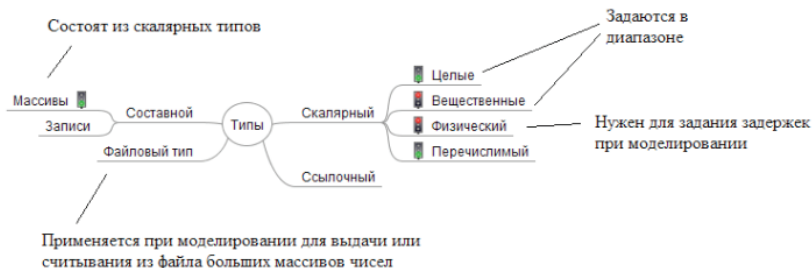 Состоят из скалярных типов
Задаются в
диапазоне
Массивы
Записи
Составной
Файловый тип
Типы
Скалярный
Ссылочный
Целые
Вещественные
Физический
Перечислимый
Нужен для задания задержек
при моделировании
Применяется при моделировании для выдачи или
считывания из файла больших массивов чисел